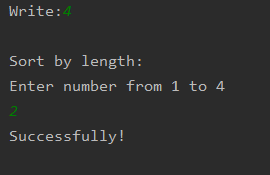 Write:4
Sort by length:
Enter number from 1 to 4
2
Successfully!